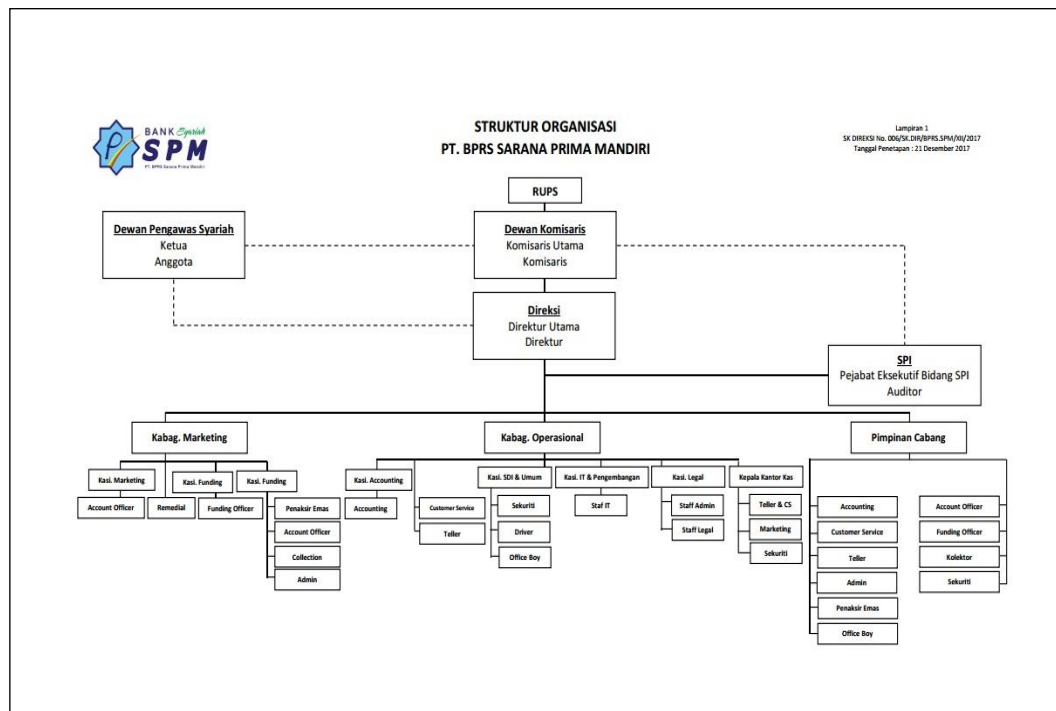 BANK Syariah
SPM
PT. BPRS Sarana Prima Mandiri
STRUKTUR ORGANISASI
PT. BPRS SARANA PRIMA MANDIRI
Lampiran 1
SK DIREKSI No. 006/SK.DIR/BPRS.SPM/XII/2017
Tanggal Penetapan : 21 Desember 2017
RUPS
Dewan Pengawas Syariah
Ketua
Anggota
Dewan Komisaris
Komisaris Utama
Komisaris
Direksi
Direktur Utama
Direktur
SPI
Pejabat Eksekutif Bidang SPI
Auditor
Kabag. Marketing
Kabag. Operasional
Pimpinan Cabang
Kasi. Marketing
Account Officer
Remedial
Kasi. Funding
Funding Officer
Kasi. Funding
Penaksir Emas
Account Officer
Collection
Admin
Kasi. Accounting
Accounting
Customer Service
Teller
Kasi. SDI & Umum
Sekuriti
Driver
Office Boy
Kasi. IT & Pengembangan
Staf IT
Kasi. Legal
Staff Admin
Staff Legal
Kepala Kantor Kas
Teller & CS
Marketing
Sekuriti
Accounting
Customer Service
Teller
Admin
Penaksir Emas
Office Boy
Account Officer
Funding Officer
Kolektor
Sekuriti